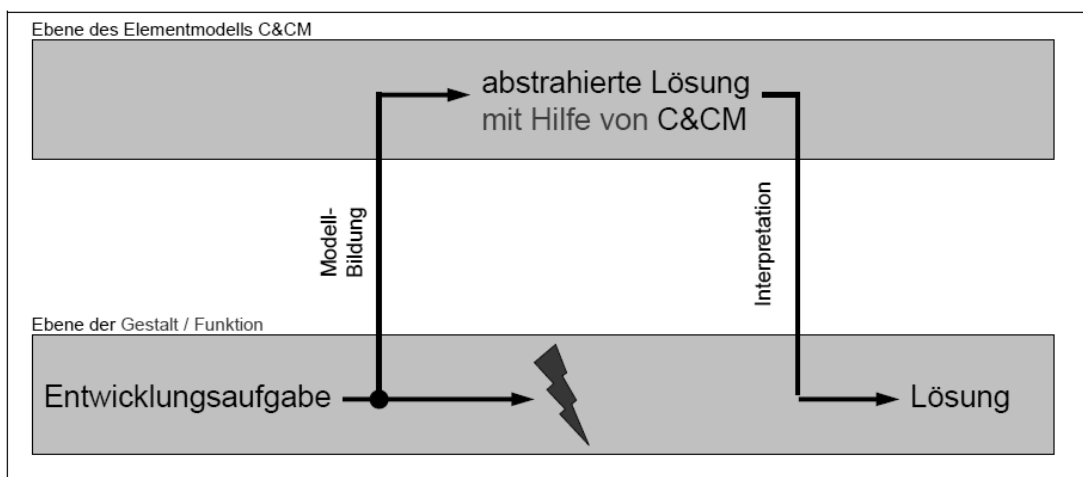 Ebene des Elementmodells C&CM
abstrahierte Lösung
mit Hilfe von C&CM
Modell-
Bildung
Interpretation
Ebene der Gestalt / Funktion
Entwicklungsaufgabe
Lösung